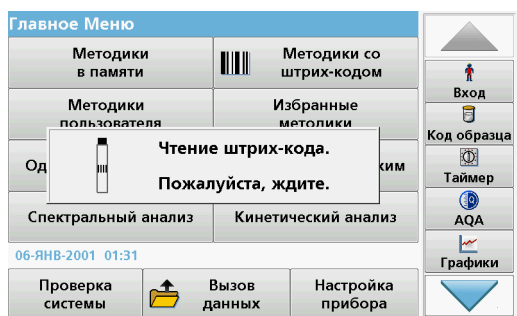 Главное Меню
Методики
в памяти
Методики со
штрих-кодом
Методики
пользователя
Избранные
методики
Чтение штрих-кода.
Пожалуйста, ждите.
Спектральный анализ
Кинетический анализ
06-ЯНВ-2001 01:31
Проверка
системы
Вызов
данных
Настройка
прибора
Вход
Код образца
Таймер
AQA
Графики